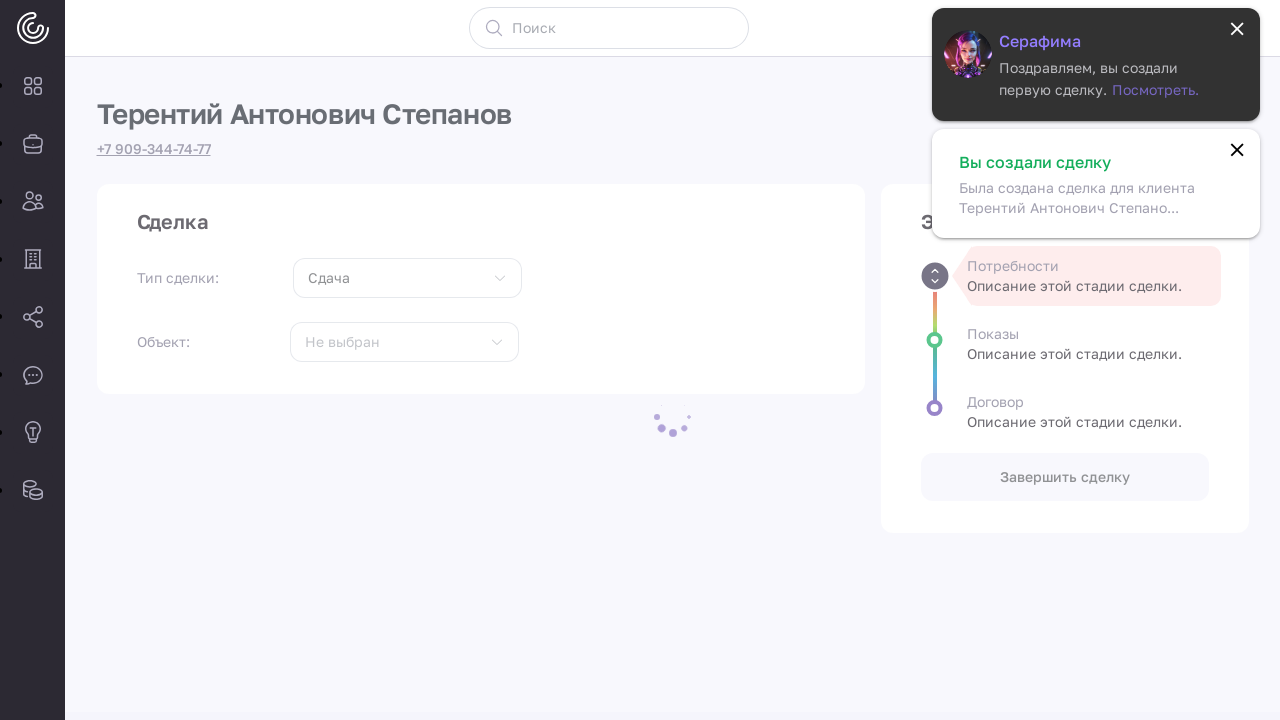 Поиск
Серафима
Поздравляем, вы создали
первую сделку. Посмотреть.
Терентий Антонович Степанов
+7 909-344-74-77
Вы создали сделку
Была создана сделка для клиента
Терентий Антонович Степано...
Сделка
Э
Тип сделки:
Сдача
Объект:
Не выбран
Потребности
Описание этой стадии сделки.
Показы
Описание этой стадии сделки.
Договор
Описание этой стадии сделки.
Завершить сделку